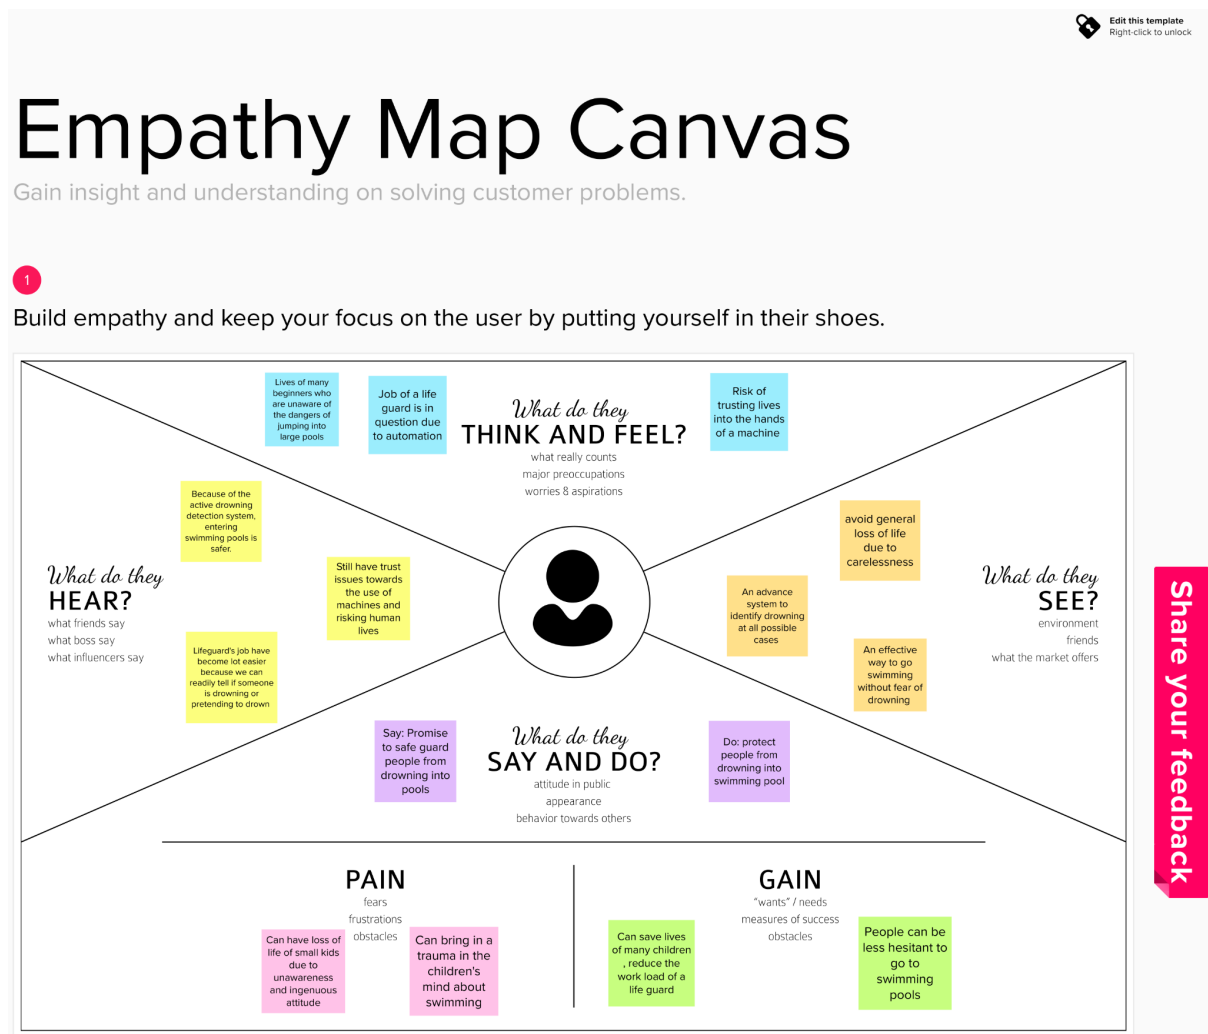 Edit this template
Right-click to unlock
Empathy Map Canvas
Gain insight and understanding on solving customer problems.
1
Build empathy and keep your focus on the user by putting yourself in their shoes.
Lives of many
beginners who
are unaware of
the dangers of
jumping into
large pools
Job of a life
guard is in
question due
to automation
What do they
THINK AND FEEL?
what really counts
major preoccupations
worries & aspirations
Risk of
trusting lives
into the hands
of a machine
Because of the
active drowning
detection system,
entering
swimming pools is
safer.
Still have trust
issues towards
the use of
machines and
risking human
lives
What do they
HEAR?
what friends say
what boss say
what influencers say
Lifeguard's job have
become lot easier
because we can
readily tell if someone
is drowning or
pretending to drown
avoid general
loss of life
due to
carelessness
An advance
system to
identify drowning
at all possible
cases
What do they
SEE?
environment
friends
what the market offers
An effective
way to go
swimming
without fear of
drowning
Say: Promise
to safe guard
people from
drowning into
pools
What do they
SAY AND DO?
attitude in public
appearance
behavior towards others
Do: protect
people from
drowning into
swimming pool
PAIN
fears
frustrations
obstacles
Can have loss of
life of small kids
due to
unawareness
and ingenuous
attitude
Can bring in a
trauma in the
children's
mind about
swimming
GAIN
"wants" / needs
measures of success
obstacles
Can save lives
of many children
, reduce the
work load of a
life guard
People can be
less hesitant to
go to
swimming
pools
Share your feedback